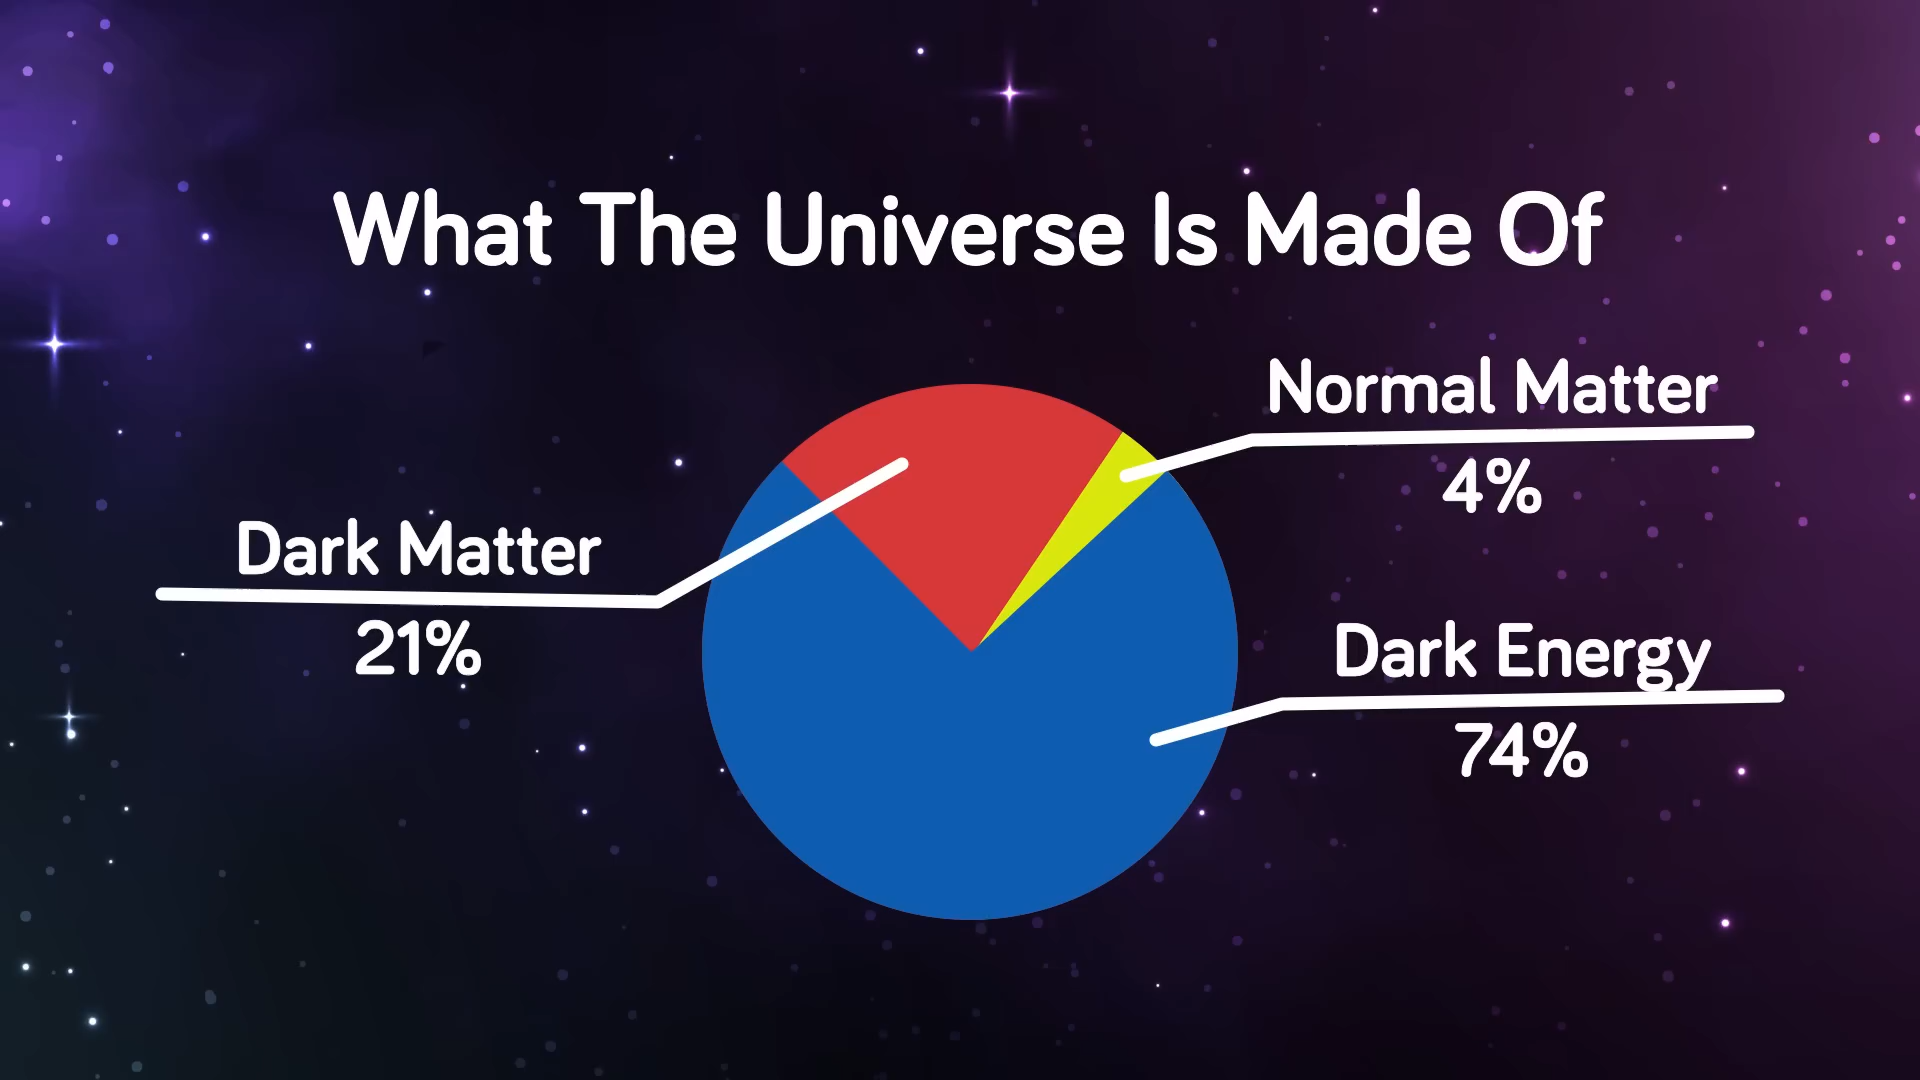 What The Universe Is Made Of
Normal Matter
4%
Dark Matter
21%
Dark Energy
74%